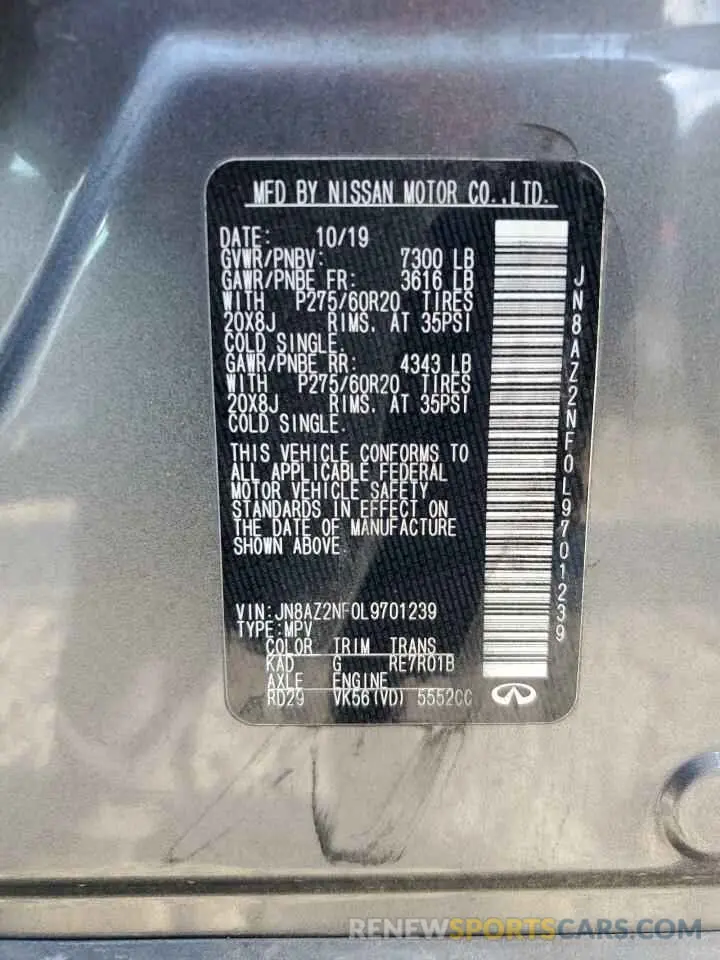 MFD BY NISSAN MOTOR CO.,LTD.
DATE: 10/19
GVWR/PNBV: 7300 LB
GAWR/PNBE FR: 3616 LB
WITH P275/60R20 TIRES
20X8J RIMS. AT 35PSI
COLD SINGLE.
GAWR/PNBE RR: 4343 LB
WITH P275/60R20 TIRES
20X8J RIMS. AT 35PSI
COLD SINGLE.
THIS VEHICLE CONFORMS TO
ALL APPLICABLE FEDERAL
MOTOR VEHICLE SAFETY
STANDARDS IN EFFECT ON
THE DATE OF MANUFACTURE
SHOWN ABOVE.
VIN:JN8AZ2NF0L9701239
TYPE:MPV
COLOR TRIM TRANS
KAD G RE7R01B
AXLE ENGINE
RD29 VK56(VD) 5552CC
JN8AZ2NF0L9701239
RENEWSPORTSCARS.COM